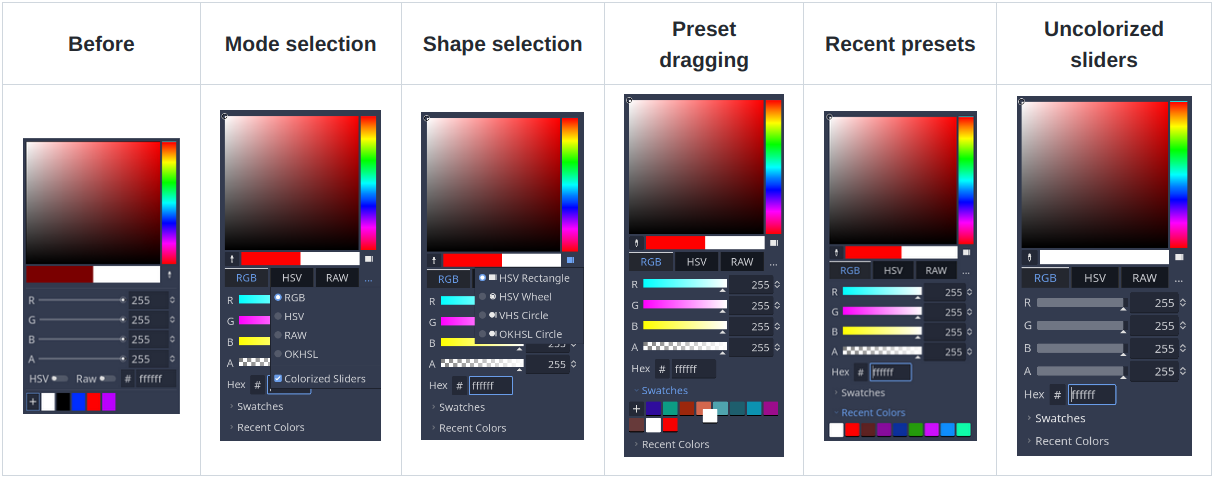 Before
Mode selection
Shape selection
Preset
dragging
Recent presets
Uncolorized
sliders
R 255
G 255
B 255
A 255
HSV Raw # ffffff
+
RGB HSV RAW ...
R
G
B
A
RGB
HSV
RAW
OKHSL
Colorized Sliders
Hex #
Swatches
Recent Colors
RGB
HSV Rectangle
HSV Wheel
VHS Circle
OKHSL Circle
R
G
B 255
A 255
Hex # ffffff
Swatches
Recent Colors
RGB HSV RAW ...
R 255
G 255
B 255
A 255
Hex # ffffff
Swatches
+
Recent Colors
RGB HSV RAW ...
R 255
G 255
B 255
A 255
Hex # ffffff
Swatches
Recent Colors
RGB HSV RAW ...
R 255
G 255
B 255
A 255
Hex # ffffff
Swatches
Recent Colors